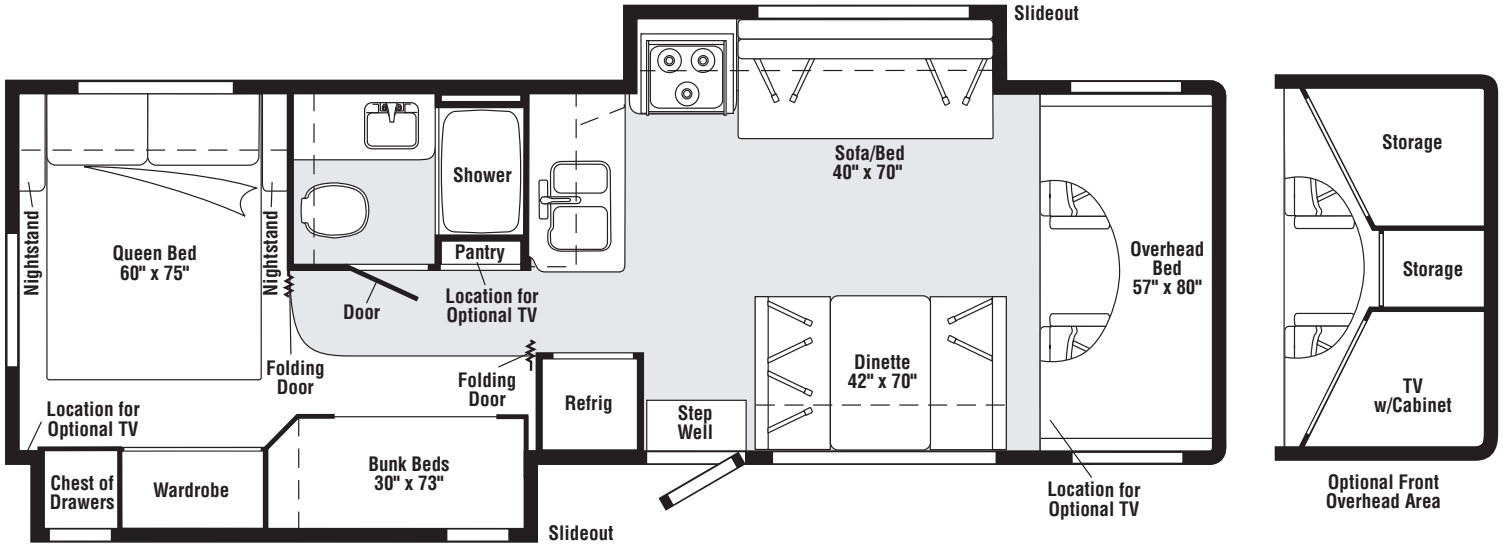 Slideout
Sofa/Bed
40" x 70"
Shower
Pantry
Nightstand
Nightstand
Queen Bed
60" x 75"
Overhead
Bed
57" x 80"
Storage
Storage
TV
w/Cabinet
Door
Location for
Optional TV
Folding
Door
Folding
Door
Dinette
42" x 70"
Refrig
Step
Well
Location for
Optional TV
Chest of
Drawers
Wardrobe
Bunk Beds
30" x 73"
Location for
Optional TV
Optional Front
Overhead Area
Slideout